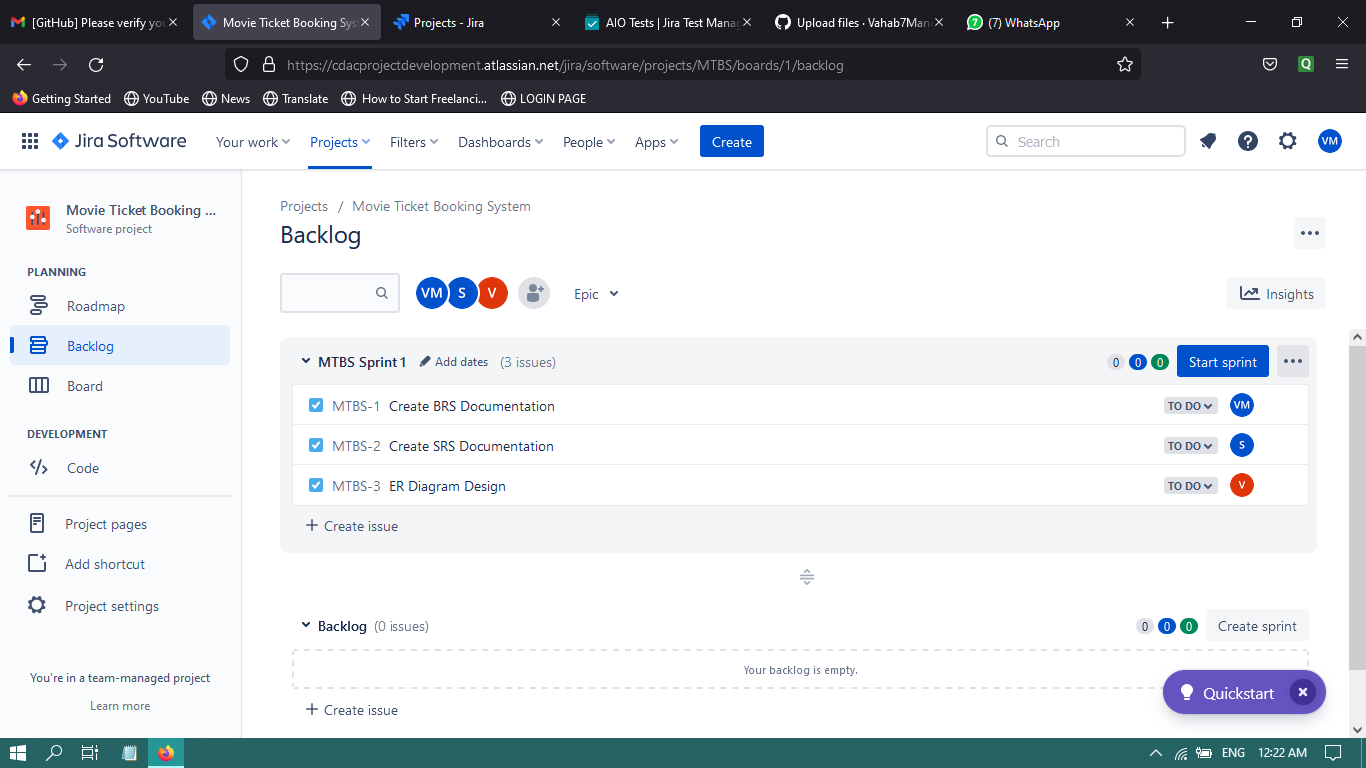 [GitHub] Please verify you
Movie Ticket Booking Sys
Projects - Jira
AIO Tests | Jira Test Manag
Upload files · Vahab7Man
7
(7) WhatsApp
https://cdacprojectdevelopment.atlassian.net/jira/software/projects/MTBS/boards/1/backlog
Q
Getting Started
YouTube
News
Translate
How to Start Freelanci...
LOGIN PAGE
Jira Software
Your work
Projects
Filters
Dashboards
People
Apps
Create
Search
VM
Movie Ticket Booking ...
Software project
PLANNING
Roadmap
Backlog
Board
DEVELOPMENT
Code
Project pages
Add shortcut
Project settings
You're in a team-managed project
Learn more
Projects / Movie Ticket Booking System
Backlog
VM S V
Epic
Insights
MTBS Sprint 1 Add dates (3 issues)
0 0 0
Start sprint
MTBS-1 Create BRS Documentation TO DO VM
MTBS-2 Create SRS Documentation TO DO S
MTBS-3 ER Diagram Design TO DO V
+ Create issue
Backlog (0 issues)
0 0 0
Create sprint
Your backlog is empty.
Quickstart
+ Create issue
ENG
12:22 AM